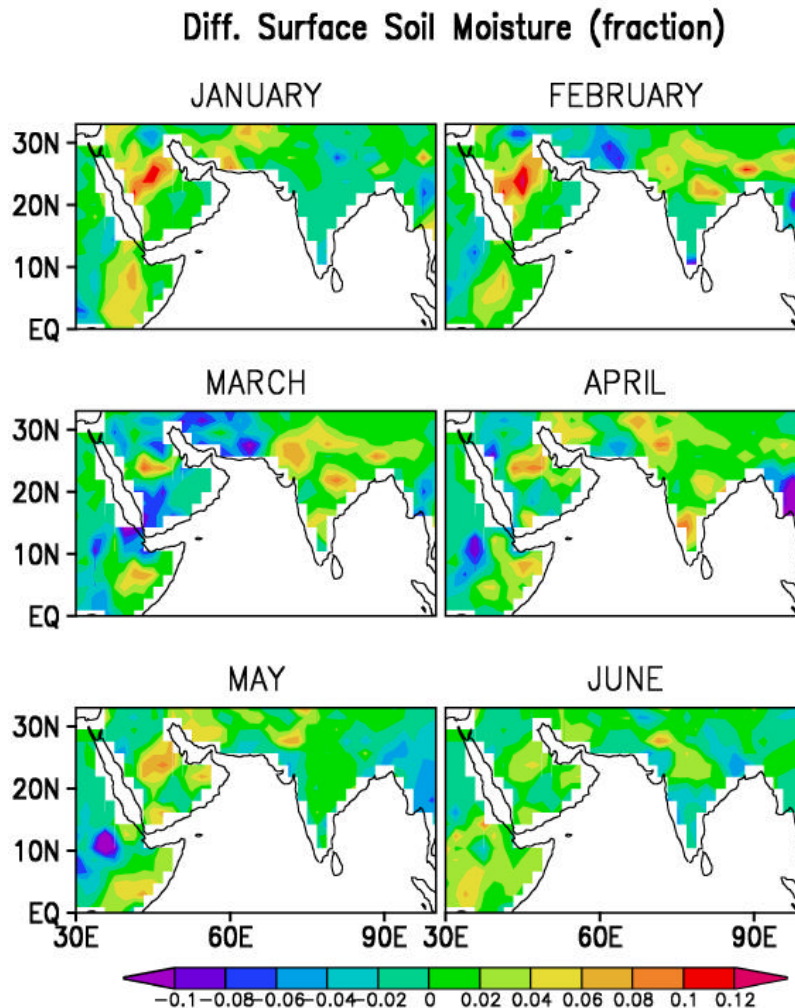 Diff. Surface Soil Moisture (fraction)
JANUARY FEBRUARY
30N
20N
10N
EQ
MARCH APRIL
30N
20N
10N
EQ
MAY JUNE
30N
20N
10N
EQ
30E 60E 90E 30E 60E 90E
-0.1 -0.08 -0.06 -0.04 -0.02 0 0.02 0.04 0.06 0.08 0.1 0.12